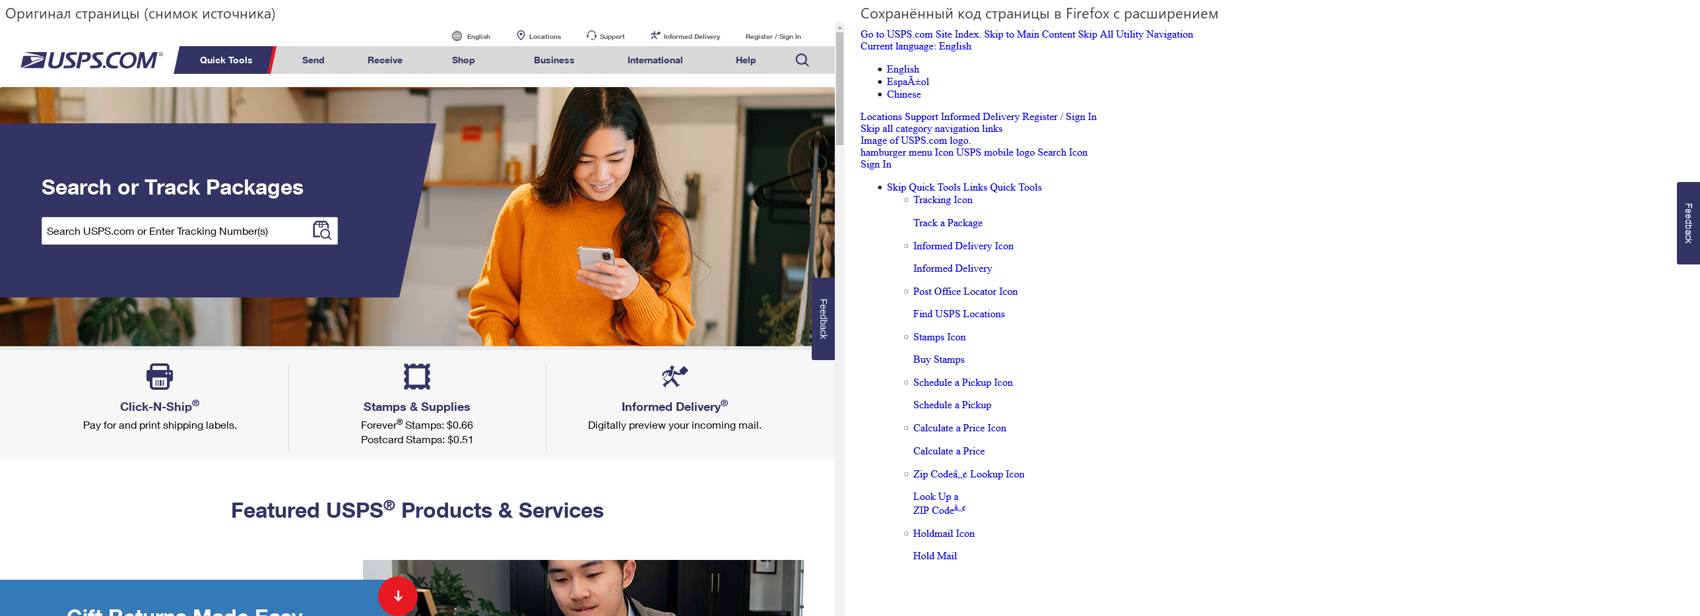 Оригинал страницы (снимок источника)
English Locations Support Informed Delivery Register / Sign In
USPS.COM®
Quick Tools Send Receive Shop Business International Help
Search or Track Packages
Search USPS.com or Enter Tracking Number(s)
Feedback
Click-N-Ship®
Pay for and print shipping labels.
Stamps & Supplies
Forever® Stamps: $0.66
Postcard Stamps: $0.51
Informed Delivery®
Digitally preview your incoming mail.
Featured USPS® Products & Services
Gift Returns Made Easy
Сохранённый код страницы в Firefox с расширением
Go to USPS.com Site Index. Skip to Main Content Skip All Utility Navigation
Current language: English
English
EspaÃ±ol
Chinese
Locations Support Informed Delivery Register / Sign In
Skip all category navigation links
Image of USPS.com logo.
hamburger menu Icon USPS mobile logo Search Icon
Sign In
Skip Quick Tools Links Quick Tools
Tracking Icon
Track a Package
Informed Delivery Icon
Informed Delivery
Post Office Locator Icon
Find USPS Locations
Stamps Icon
Buy Stamps
Schedule a Pickup Icon
Schedule a Pickup
Calculate a Price Icon
Calculate a Price
Zip Codeâ„¢ Lookup Icon
Look Up a
ZIP Codeâ„¢
Holdmail Icon
Hold Mail
Feedback